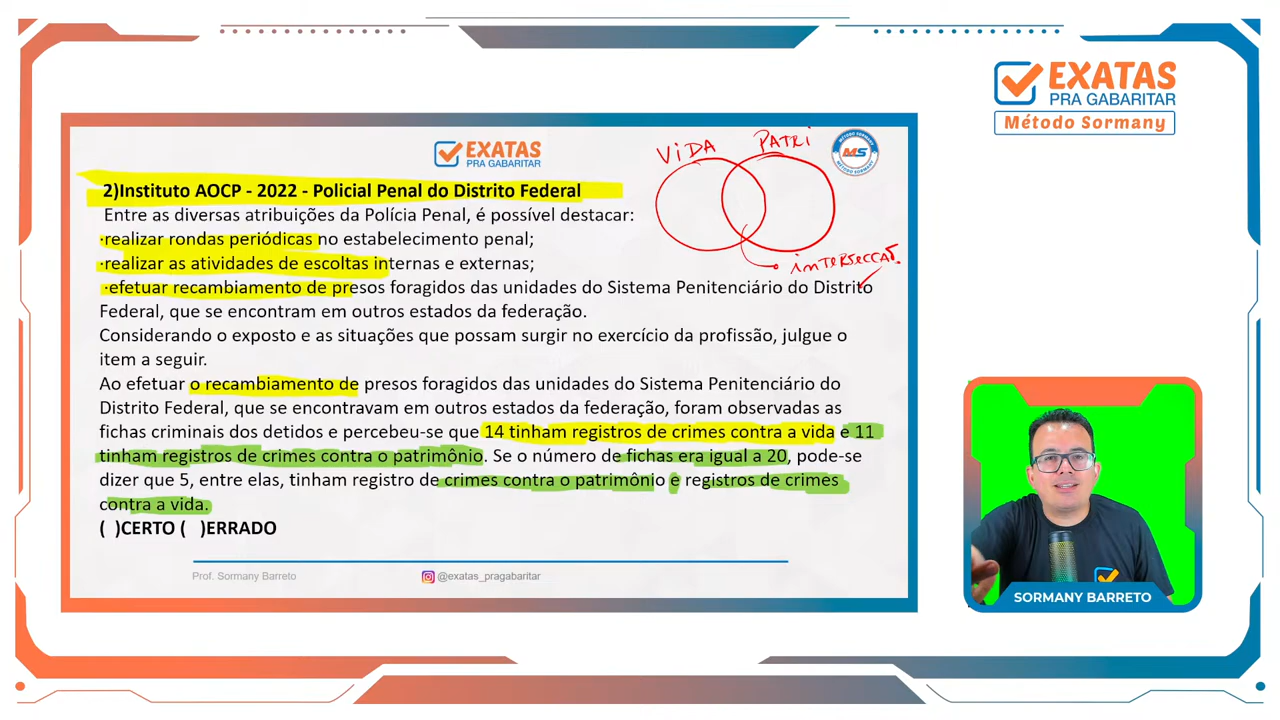 EXATAS
PRA GABARITAR
Método Sormany
EXATAS
PRA GABARITAR
VIDA PATRI
MÉTODO SORMANY
MS
2)Instituto AOCP - 2022 - Policial Penal do Distrito Federal
Entre as diversas atribuições da Polícia Penal, é possível destacar:
·realizar rondas periódicas no estabelecimento penal;
·realizar as atividades de escoltas internas e externas;
intersecção.
·efetuar recambiamento de presos foragidos das unidades do Sistema Penitenciário do Distrito
Federal, que se encontram em outros estados da federação.
Considerando o exposto e as situações que possam surgir no exercício da profissão, julgue o
item a seguir.
Ao efetuar o recambiamento de presos foragidos das unidades do Sistema Penitenciário do
Distrito Federal, que se encontravam em outros estados da federação, foram observadas as
fichas criminais dos detidos e percebeu-se que 14 tinham registros de crimes contra a vida e 11
tinham registros de crimes contra o patrimônio. Se o número de fichas era igual a 20, pode-se
dizer que 5, entre elas, tinham registro de crimes contra o patrimônio e registros de crimes
contra a vida.
( )CERTO ( )ERRADO
Prof. Sormany Barreto
@exatas_pragabaritar
SORMANY BARRETO